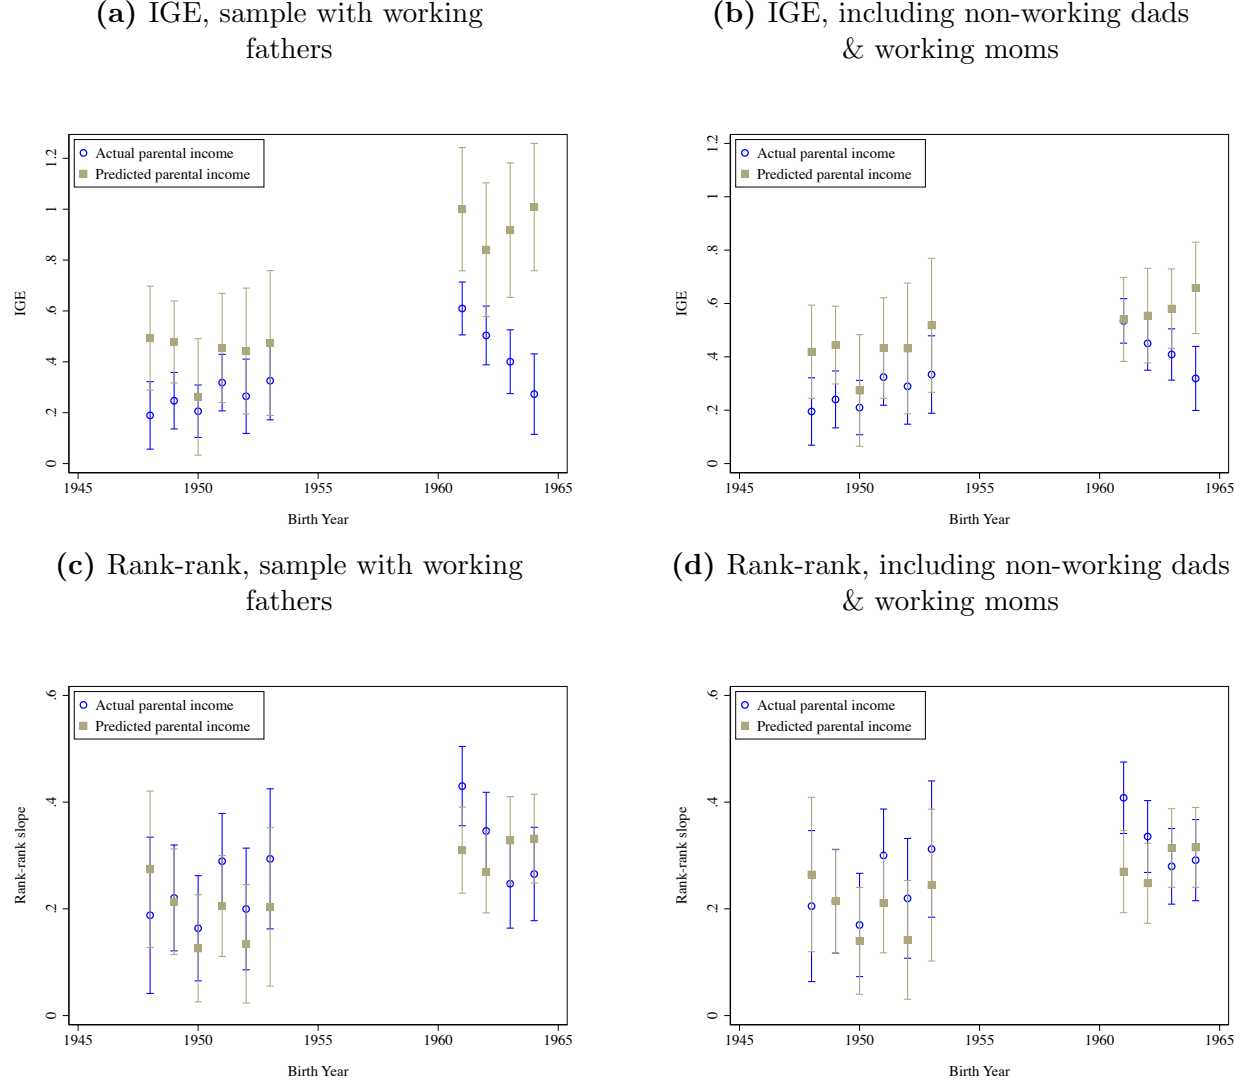 (a) IGE, sample with working
fathers
(b) IGE, including non-working dads
& working moms
Actual parental income
Predicted parental income
IGE
0 .2 .4 .6 .8 1 1.2
1945 1950 1955 1960 1965
Birth Year
Actual parental income
Predicted parental income
IGE
0 .2 .4 .6 .8 1 1.2
1945 1950 1955 1960 1965
Birth Year
(c) Rank-rank, sample with working
fathers
(d) Rank-rank, including non-working dads
& working moms
Actual parental income
Predicted parental income
Rank-rank slope
0 .2 .4 .6
1945 1950 1955 1960 1965
Birth Year
Actual parental income
Predicted parental income
Rank-rank slope
0 .2 .4 .6
1945 1950 1955 1960 1965
Birth Year